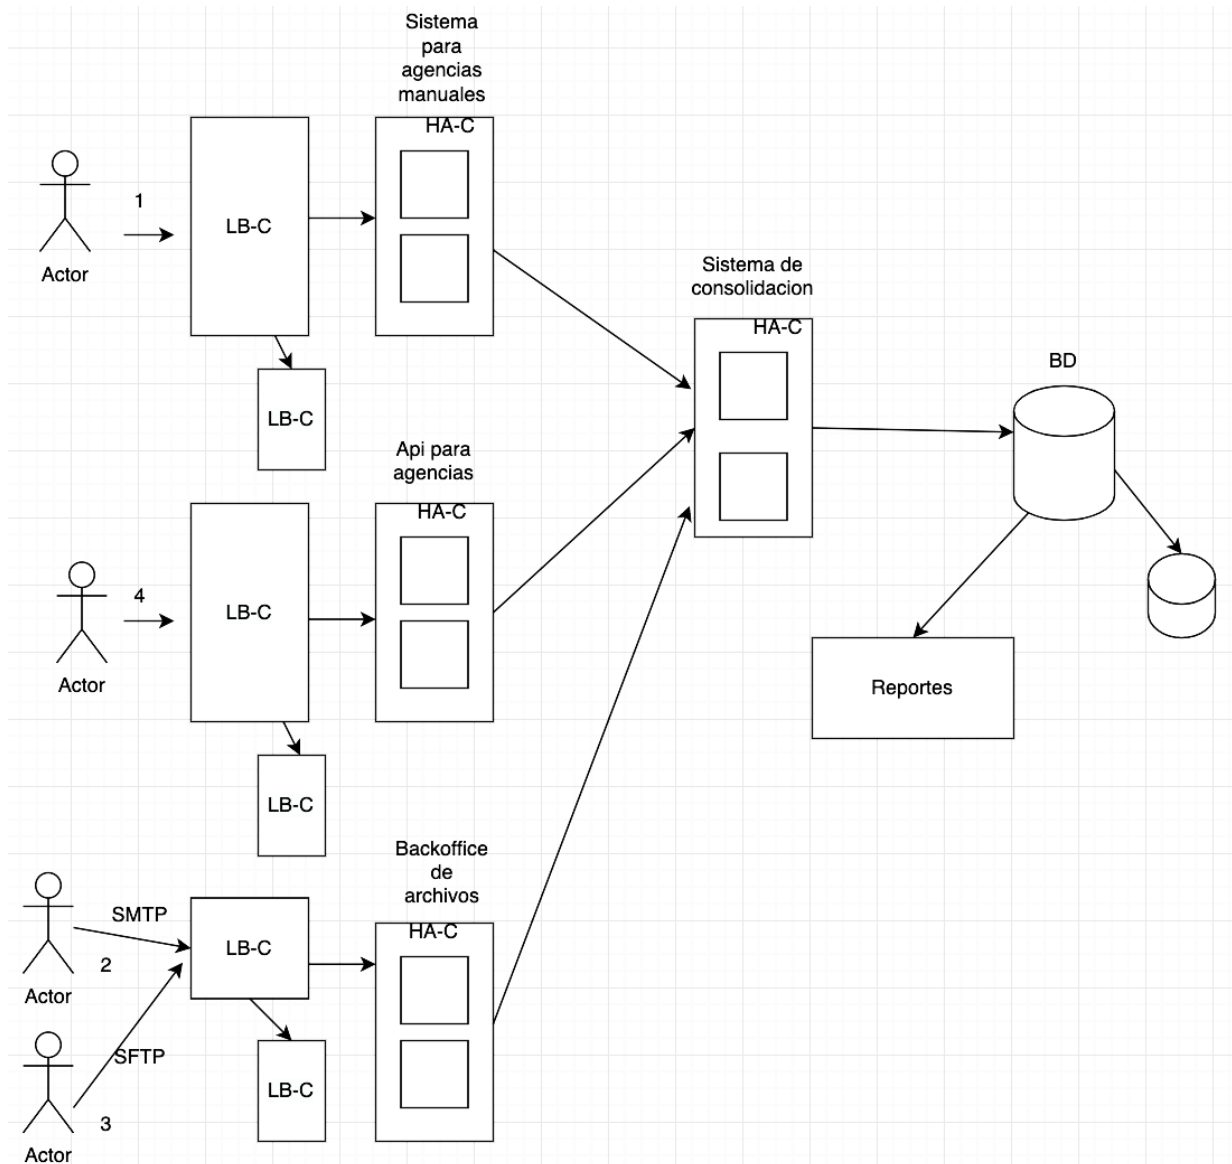 Sistema
para
agencias
manuales
HA-C
1
LB-C
Actor
LB-C
Sistema de
consolidacion
HA-C
BD
Api para
agencias
HA-C
4
LB-C
Actor
Reportes
LB-C
Backoffice
de
archivos
HA-C
SMTP
LB-C
2
Actor
SFTP
LB-C
3
Actor